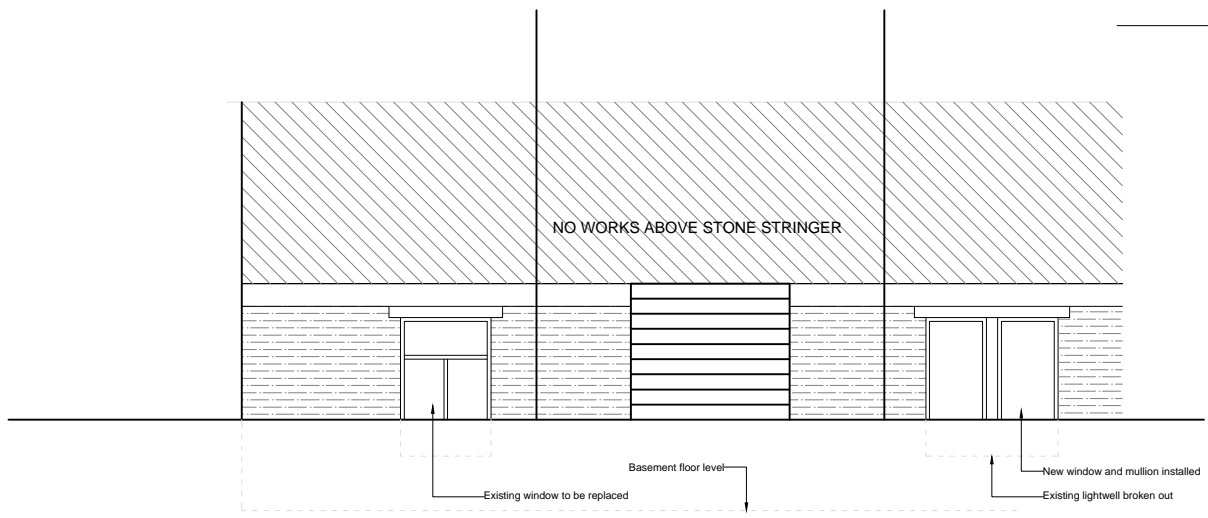 NO WORKS ABOVE STONE STRINGER
Basement floor level
New window and mullion installed
Existing window to be replaced
Existing lightwell broken out